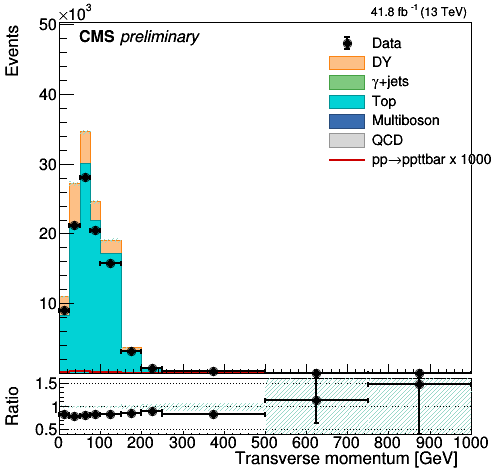 ×10³
41.8 fb⁻¹ (13 TeV)
CMS preliminary
Events
50
40
30
20
10
0
Data
DY
γ+jets
Top
Multiboson
QCD
pp→ppttbar x 1000
Ratio
1.5
1
0.5
0 100 200 300 400 500 600 700 800 900 1000
Transverse momentum [GeV]